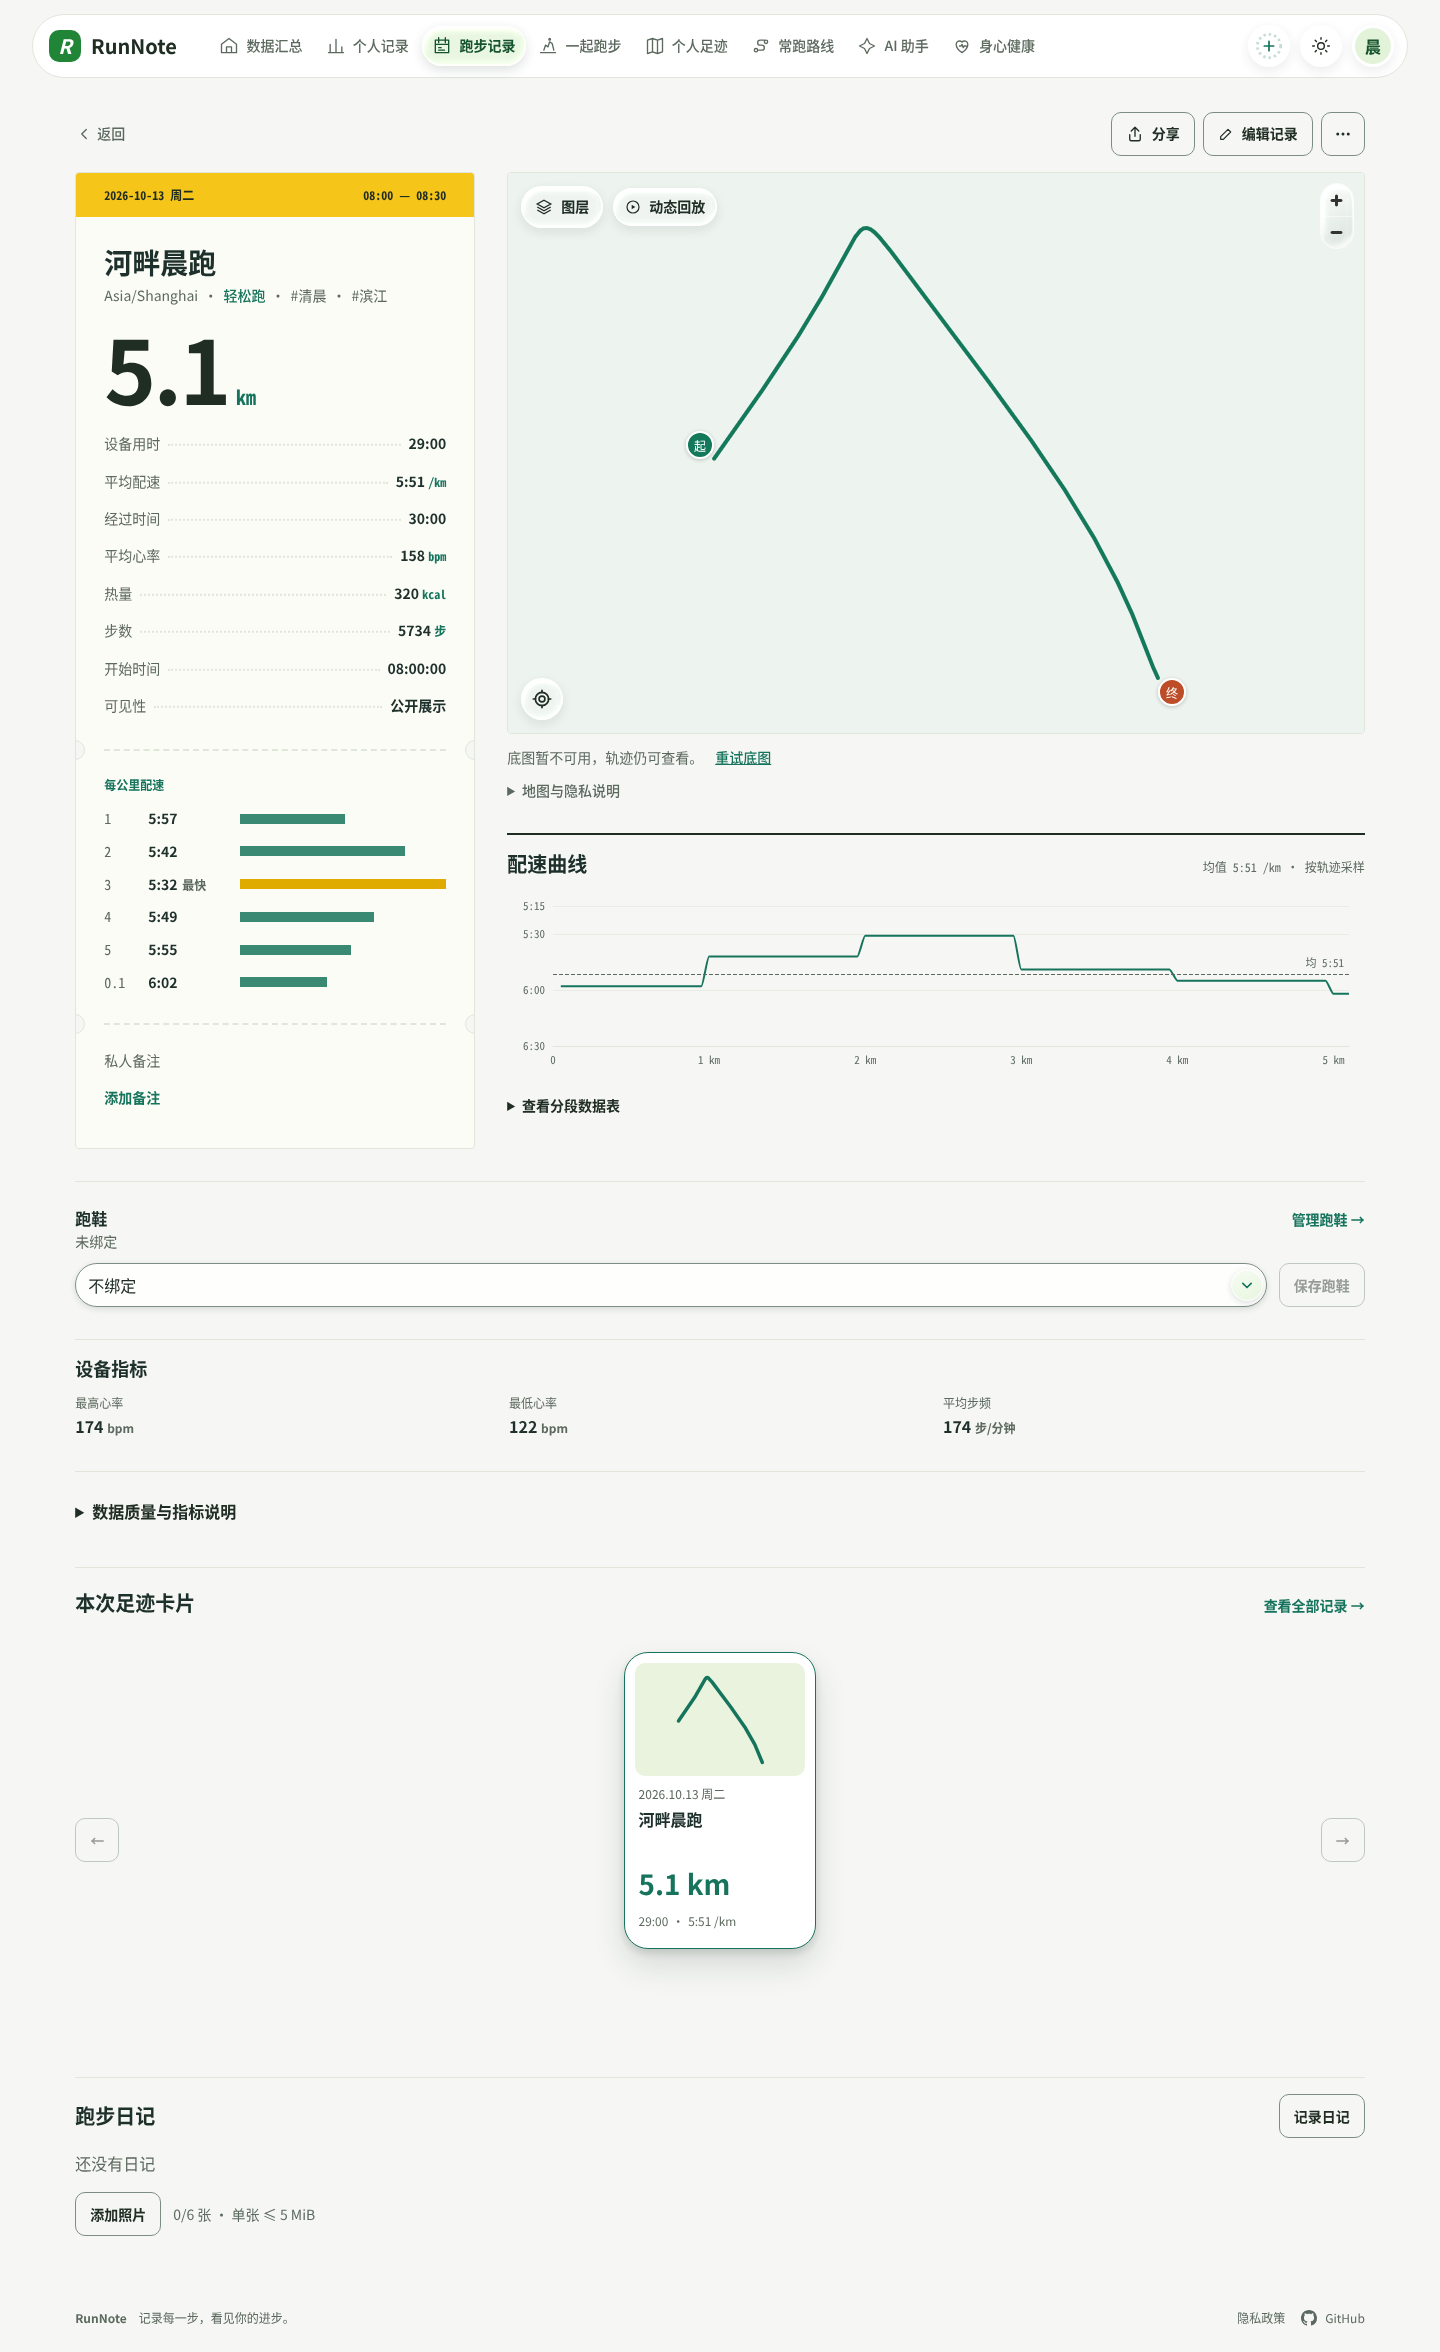 R RunNote 数据汇总 个人记录 跑步记录 一起跑步 个人足迹 常跑路线 AI 助手 身心健康 晨
返回 分享 编辑记录
2026-10-13 周二 08:00 — 08:30
河畔晨跑
Asia/Shanghai · 轻松跑 · #清晨 · #滨江
5.1 km
设备用时 29:00
平均配速 5:51 /km
经过时间 30:00
平均心率 158 bpm
热量 320 kcal
步数 5734 步
开始时间 08:00:00
可见性 公开展示
每公里配速
1 5:57
2 5:42
3 5:32 最快
4 5:49
5 5:55
0.1 6:02
私人备注
添加备注
图层 动态回放
起
终
底图暂不可用，轨迹仍可查看。 重试底图
地图与隐私说明
配速曲线 均值 5:51 /km · 按轨迹采样
5:15
5:30
均 5:51
6:00
6:30
0 1 km 2 km 3 km 4 km 5 km
查看分段数据表
跑鞋 管理跑鞋 →
未绑定
不绑定 保存跑鞋
设备指标
最高心率 最低心率 平均步频
174 bpm 122 bpm 174 步/分钟
数据质量与指标说明
本次足迹卡片 查看全部记录 →
2026.10.13 周二
河畔晨跑
← →
5.1 km
29:00 · 5:51 /km
跑步日记 记录日记
还没有日记
添加照片 0/6 张 · 单张 ≤ 5 MiB
RunNote 记录每一步，看见你的进步。 隐私政策 GitHub